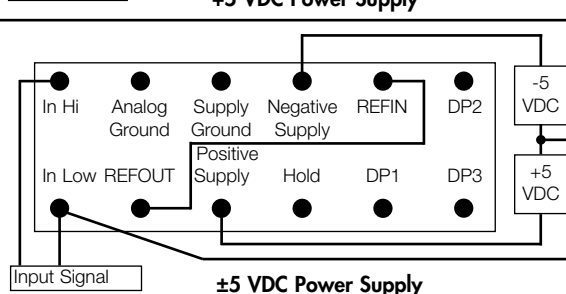 +5 VDC Power Supply
In Hi
Analog
Ground
Supply
Ground
Negative
Supply
REFIN
DP2
-5
VDC
In Low
REFOUT
Positive
Supply
Hold
DP1
DP3
+5
VDC
Input Signal
±5 VDC Power Supply